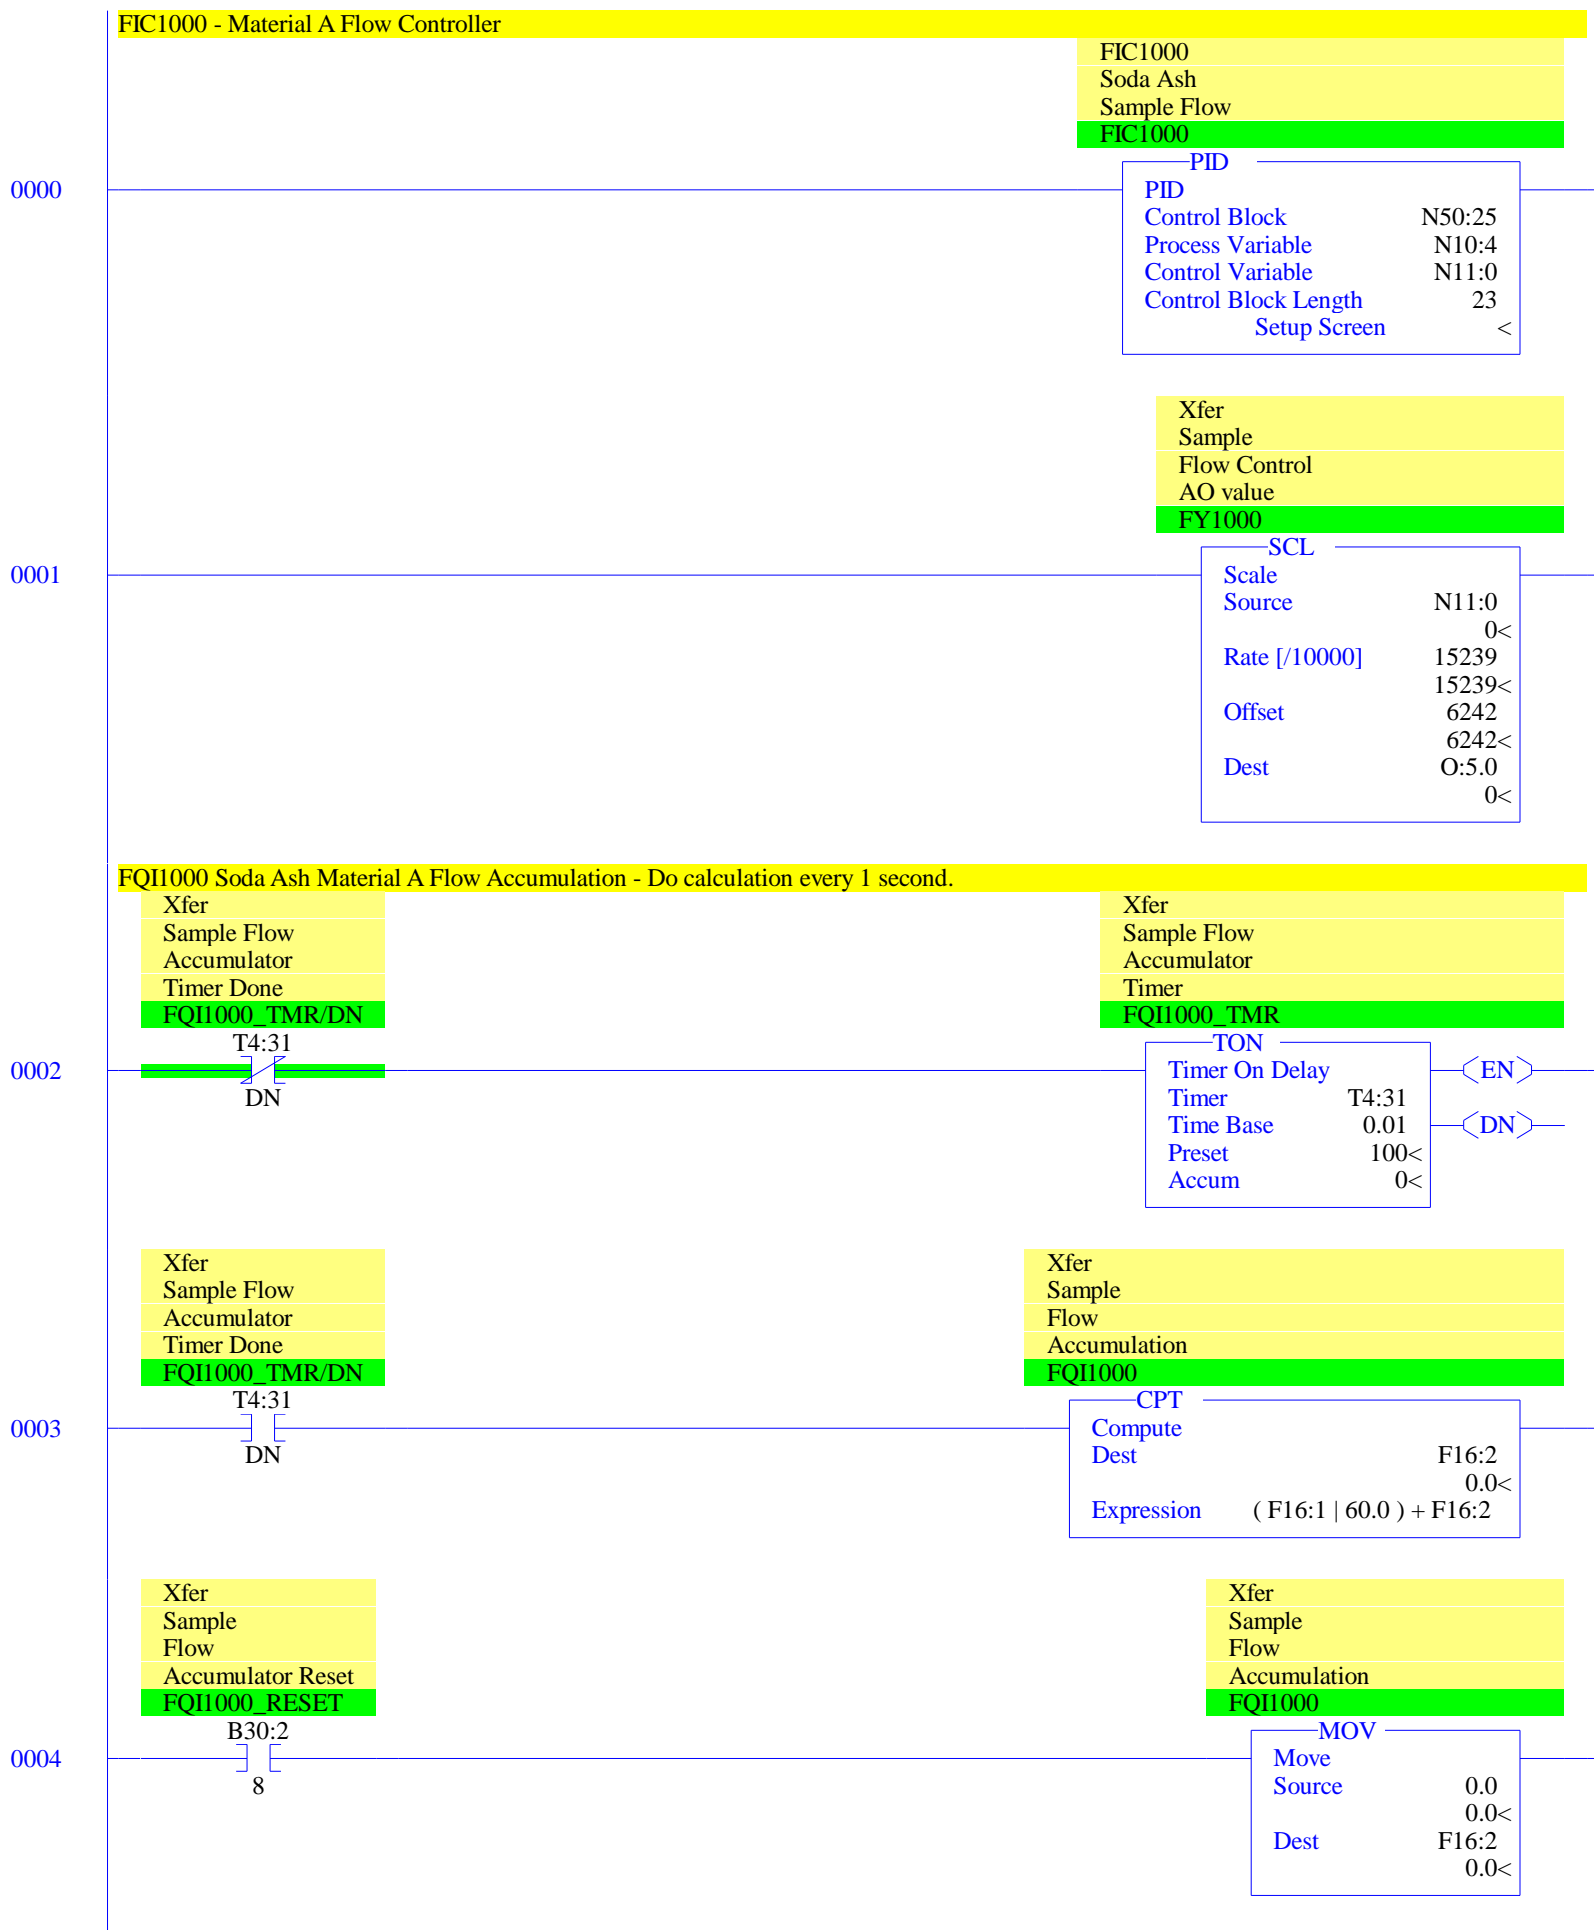 FIC1000 - Material A Flow Controller
FIC1000
Soda Ash
Sample Flow
FIC1000
PID
0000
PID
Control Block N50:25
Process Variable N10:4
Control Variable N11:0
Control Block Length 23
Setup Screen <
Xfer
Sample
Flow Control
AO value
FY1000
SCL
0001
Scale
Source N11:0
0<
Rate [/10000] 15239
15239<
Offset 6242
6242<
Dest O:5.0
0<
FQI1000 Soda Ash Material A Flow Accumulation - Do calculation every 1 second.
Xfer
Sample Flow
Accumulator
Timer Done
FQI1000_TMR/DN
T4:31
DN
Xfer
Sample Flow
Accumulator
Timer
FQI1000_TMR
TON
0002
Timer On Delay
Timer T4:31
Time Base 0.01
Preset 100<
Accum 0<
EN
DN
Xfer
Sample Flow
Accumulator
Timer Done
FQI1000_TMR/DN
T4:31
DN
Xfer
Sample
Flow
Accumulation
FQI1000
CPT
0003
Compute
Dest F16:2
0.0<
Expression ( F16:1 | 60.0 ) + F16:2
Xfer
Sample
Flow
Accumulator Reset
FQI1000_RESET
B30:2
8
Xfer
Sample
Flow
Accumulation
FQI1000
MOV
0004
Move
Source 0.0
0.0<
Dest F16:2
0.0<